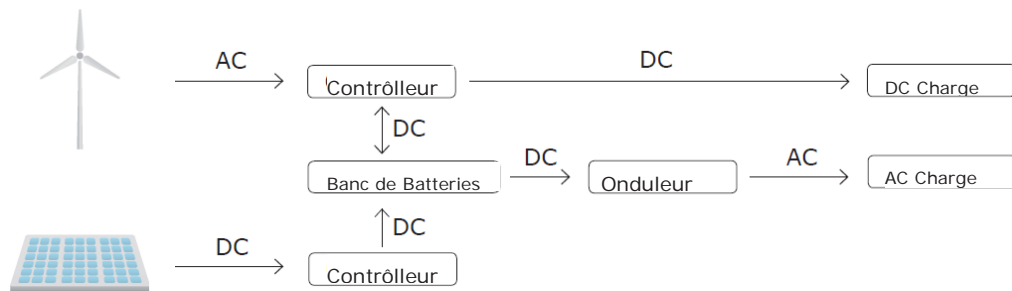 AC
Contrôlleur
DC
DC Charge
DC
Banc de Batteries
DC
Onduleur
AC
AC Charge
DC
DC
Contrôlleur